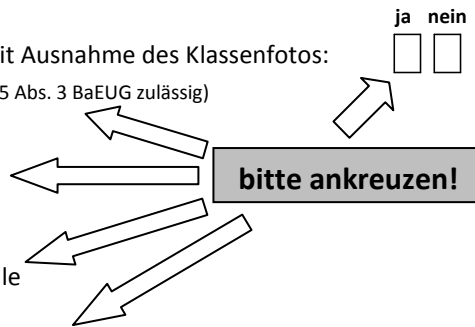 ja nein
it Ausnahme des Klassenfotos:
5 Abs. 3 BaEUG zulässig)
bitte ankreuzen!
le